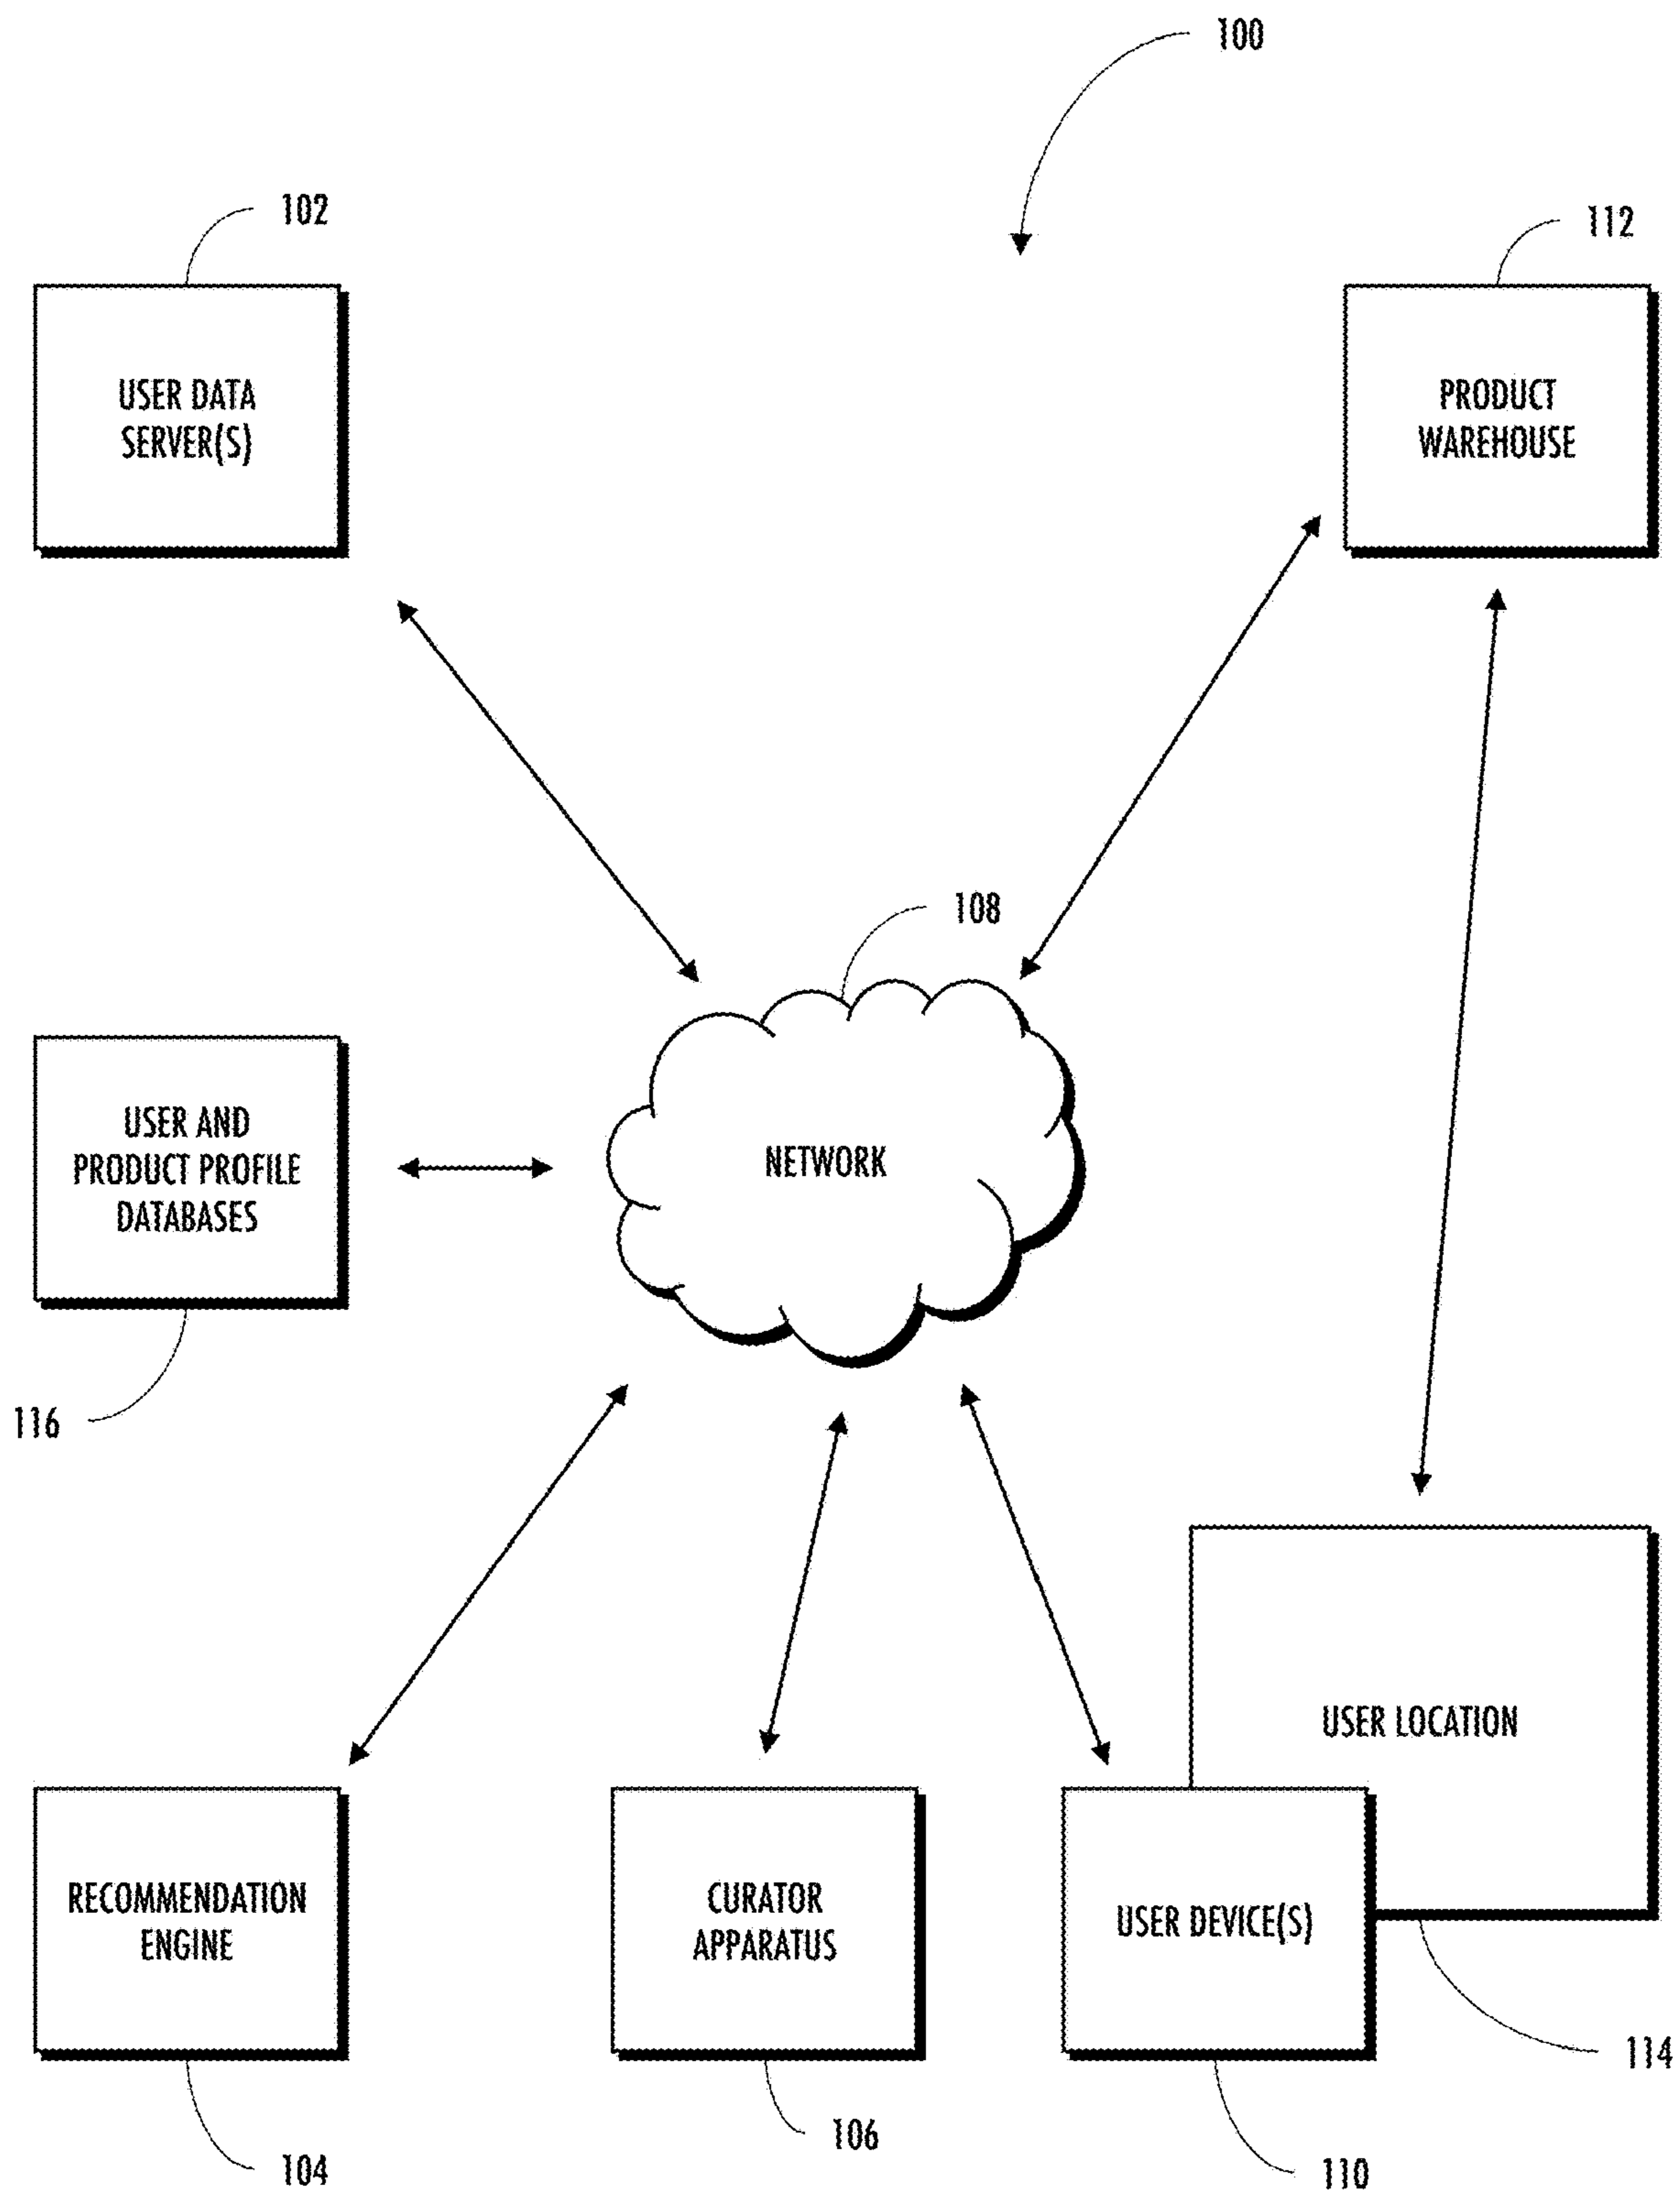 100
102
112
USER DATA
SERVER(S)
PRODUCT
WAREHOUSE
108
USER AND
PRODUCT PROFILE
DATABASES
NETWORK
116
USER LOCATION
RECOMMENDATION
ENGINE
CURATOR
APPARATUS
USER DEVICE(S)
114
106
104
110